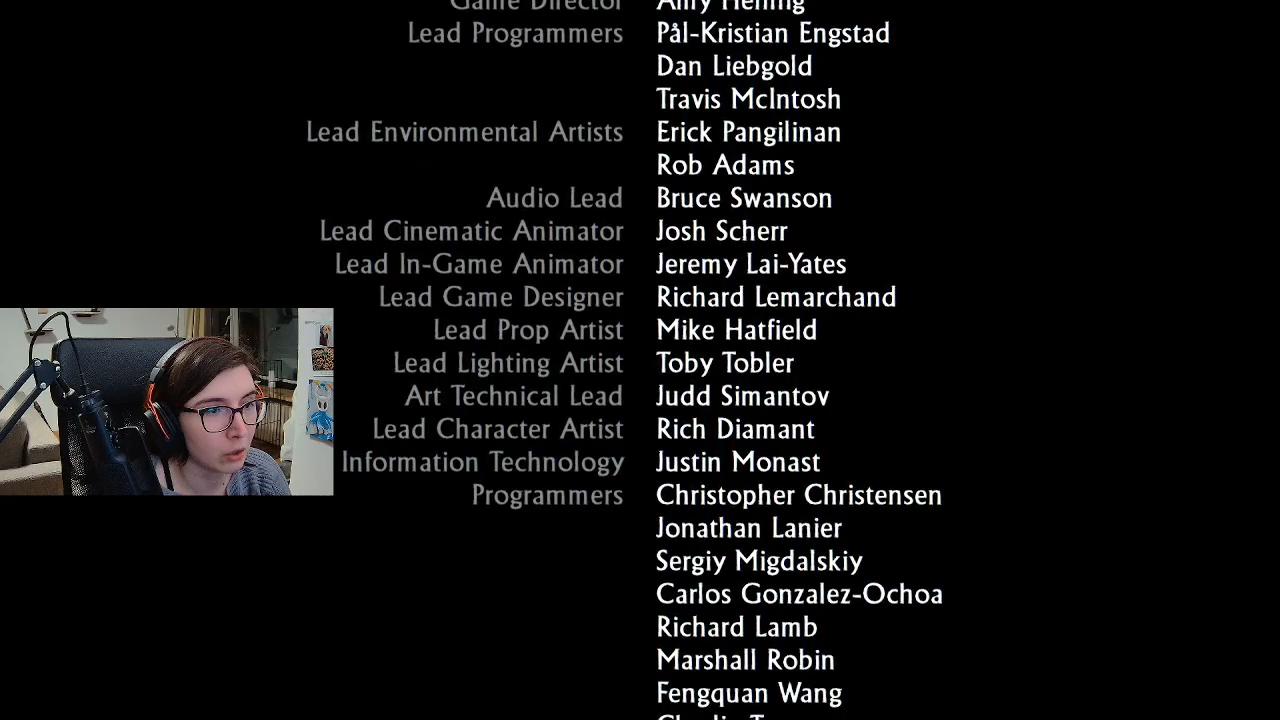 Game Director Amy Hennig
Lead Programmers Pål-Kristian Engstad
Dan Liebgold
Travis McIntosh
Lead Environmental Artists Erick Pangilinan
Rob Adams
Audio Lead Bruce Swanson
Lead Cinematic Animator Josh Scherr
Lead In-Game Animator Jeremy Lai-Yates
Lead Game Designer Richard Lemarchand
Lead Prop Artist Mike Hatfield
Lead Lighting Artist Toby Tobler
Art Technical Lead Judd Simantov
Lead Character Artist Rich Diamant
Information Technology Justin Monast
Programmers Christopher Christensen
Jonathan Lanier
Sergiy Migdalskiy
Carlos Gonzalez-Ochoa
Richard Lamb
Marshall Robin
Fengquan Wang